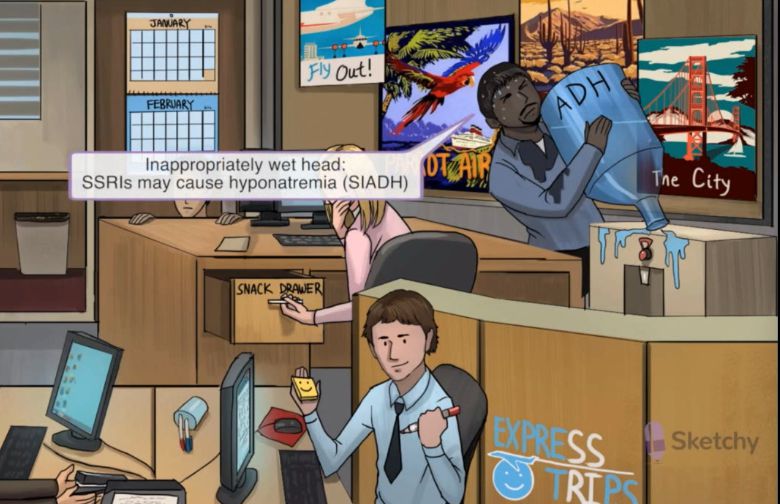 JANUARY
FEBRUARY
Fly Out!
ADH
Inappropriately wet head:
SSRIs may cause hyponatremia (SIADH)
PARROT AIR
The City
SNACK DRAWER
EXPRESS
TRIPS
Sketchy